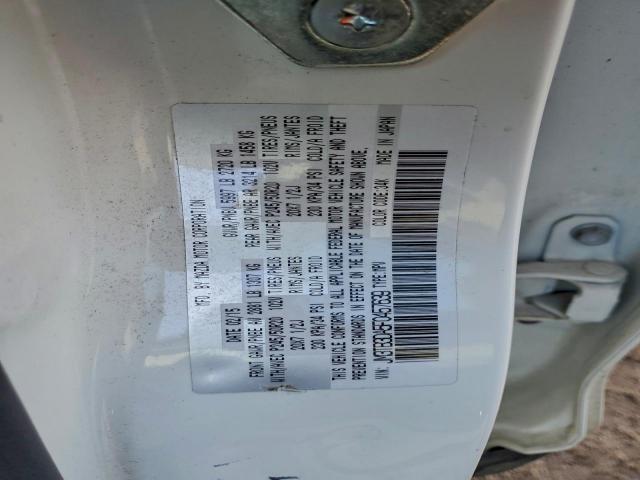 MFD. BY MAZDA MOTOR CORPORATION
DATE 02/15 GVWR/PNBV 5997 LB 2720 KG
FRONT GAWR/PNBE AV 2881 LB 1307 KG REAR GAWR/PNBE AR 3214 LB 1458 KG
WITH/AVEC P245/50R20 102V TIRES/PNEUS WITH/AVEC P245/50R20 102V TIRES/PNEUS
20X7 1/2J RIMS/JANTES 20X7 1/2J RIMS/JANTES
230 KPA/34 PSI COLD/A FROID 230 KPA/34 PSI COLD/A FROID
THIS VEHICLE CONFORMS TO ALL APPLICABLE FEDERAL MOTOR VEHICLE SAFETY AND THEFT
PREVENTION STANDARDS IN EFFECT ON THE DATE OF MANUFACTURE SHOWN ABOVE.
VIN: TYPE:MPV COLOR CODE:34K MADE IN JAPAN